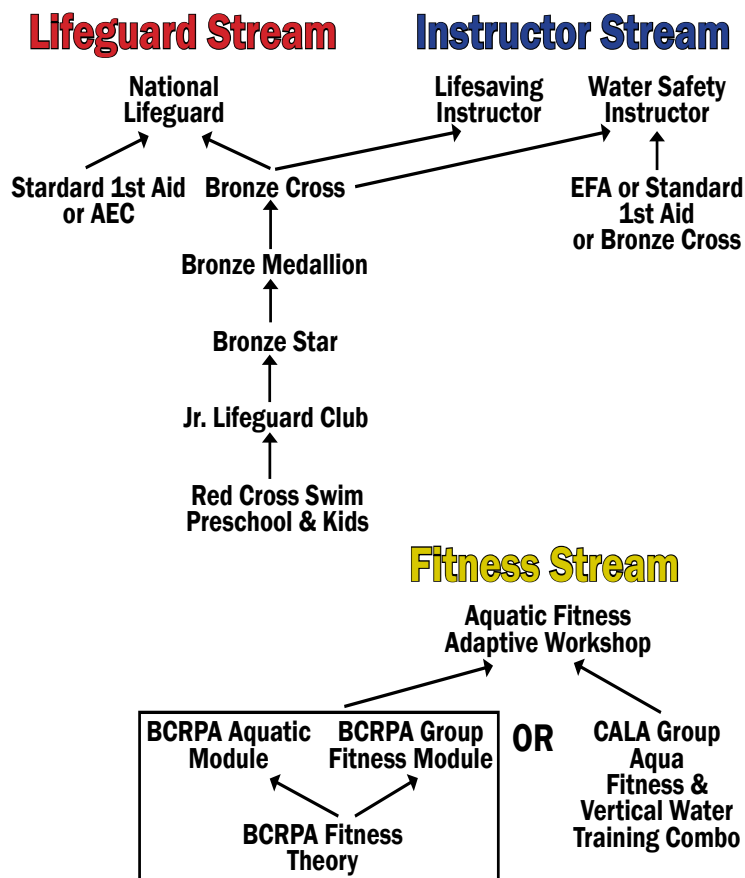 Lifeguard Stream
Instructor Stream
National
Lifeguard
Lifesaving
Instructor
Water Safety
Instructor
Stardard 1st Aid
or AEC
Bronze Cross
EFA or Standard
1st Aid
or Bronze Cross
Bronze Medallion
Bronze Star
Jr. Lifeguard Club
Red Cross Swim
Preschool & Kids
Fitness Stream
Aquatic Fitness
Adaptive Workshop
BCRPA Aquatic
Module
BCRPA Group
Fitness Module
OR
CALA Group
Aqua
Fitness &
Vertical Water
Training Combo
BCRPA Fitness
Theory